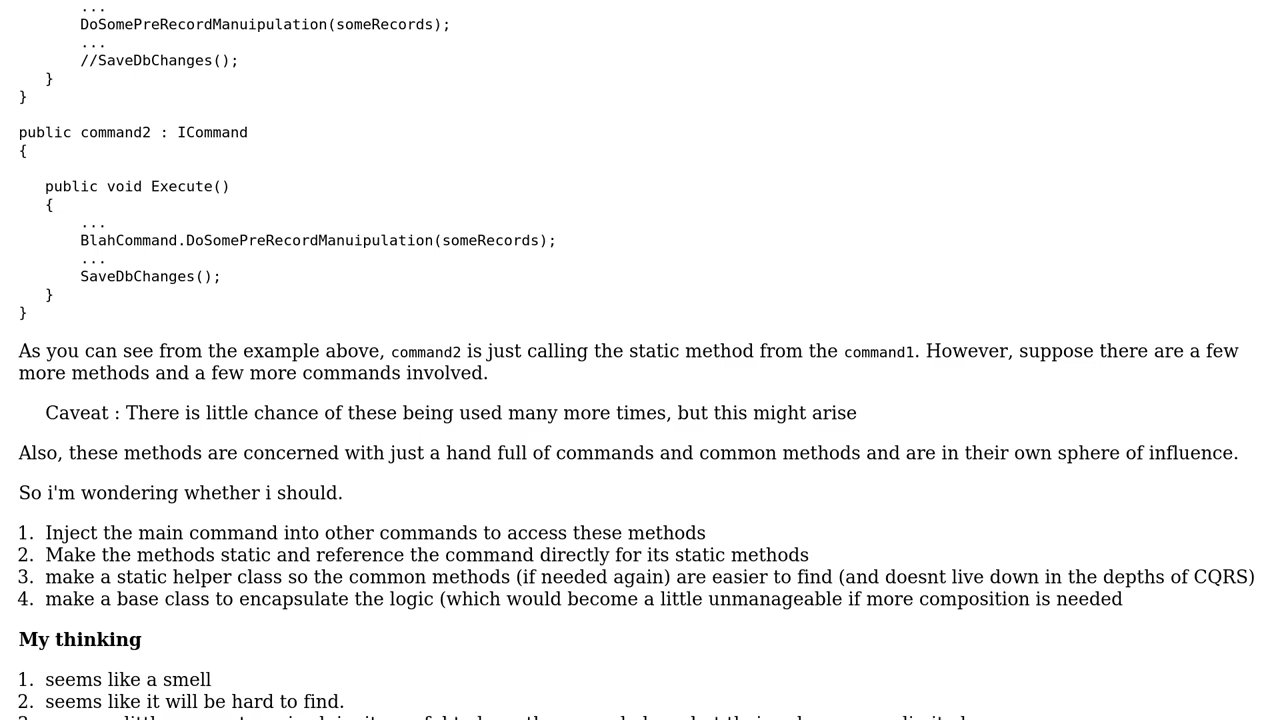 ...
DoSomePreRecordManuipulation(someRecords);
...
//SaveDbChanges();
}
}
public command2 : ICommand
{
public void Execute()
{
...
BlahCommand.DoSomePreRecordManuipulation(someRecords);
...
SaveDbChanges();
}
}
As you can see from the example above, command2 is just calling the static method from the command1. However, suppose there are a few
more methods and a few more commands involved.
Caveat : There is little chance of these being used many more times, but this might arise
Also, these methods are concerned with just a hand full of commands and common methods and are in their own sphere of influence.
So i'm wondering whether i should.
1. Inject the main command into other commands to access these methods
2. Make the methods static and reference the command directly for its static methods
3. make a static helper class so the common methods (if needed again) are easier to find (and doesnt live down in the depths of CQRS)
4. make a base class to encapsulate the logic (which would become a little unmanageable if more composition is needed
My thinking
1. seems like a smell
2. seems like it will be hard to find.